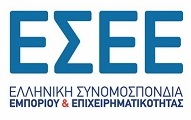 ΕΣΕΕ
ΕΛΛΗΝΙΚΗ ΣΥΝΟΜΟΣΠΟΝΔΙΑ
ΕΜΠΟΡΙΟΥ & ΕΠΙΧΕΙΡΗΜΑΤΙΚΟΤΗΤΑΣ